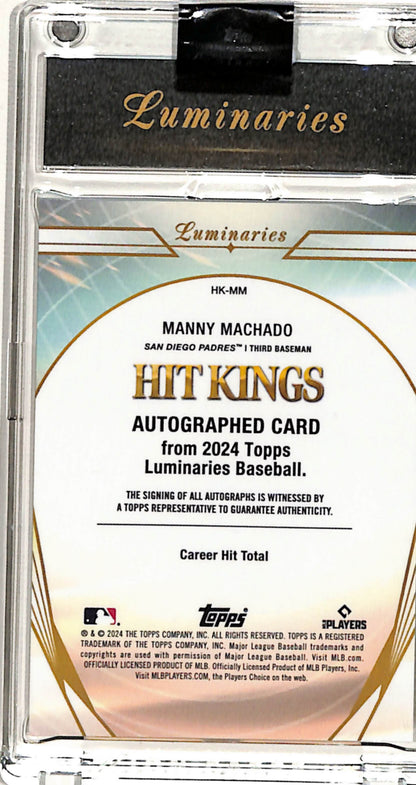 Luminaries
Luminaries
HK-MM
MANNY MACHADO
SAN DIEGO PADRES™ | THIRD BASEMAN
HIT KINGS
AUTOGRAPHED CARD
from 2024 Topps
Luminaries Baseball.
THE SIGNING OF ALL AUTOGRAPHS IS WITNESSED BY
A TOPPS REPRESENTATIVE TO GUARANTEE AUTHENTICITY.
Career Hit Total
Topps
MLB PLAYERS
® & © 2024 THE TOPPS COMPANY, INC. ALL RIGHTS RESERVED. TOPPS IS A REGISTERED
TRADEMARK OF THE TOPPS COMPANY, INC. Major League Baseball trademarks and
copyrights are used with permission of Major League Baseball. Visit MLB.com.
OFFICIALLY LICENSED PRODUCT OF MLB. Officially Licensed Product of MLB Players, Inc.
Visit MLBPLAYERS.COM, the Players Choice on the web.